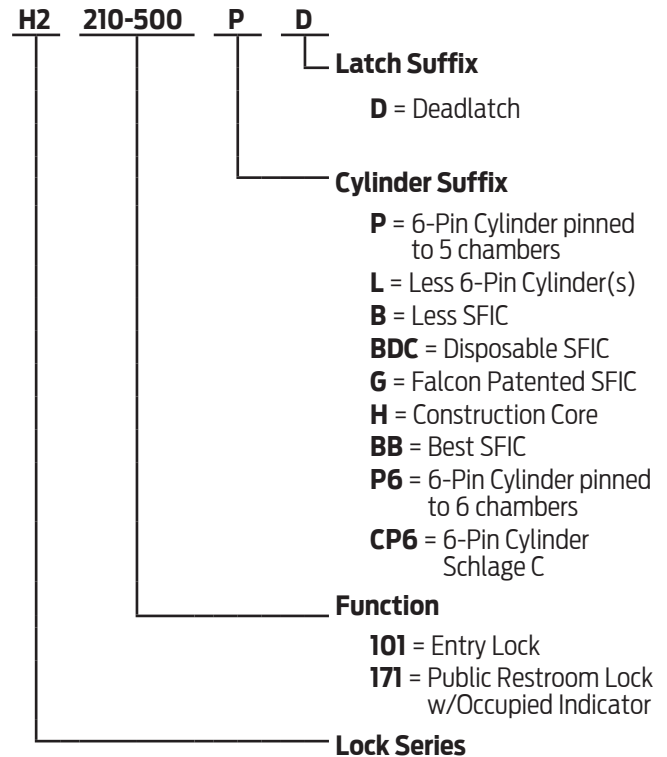 H2 210-500 P D
Latch Suffix
D = Deadlatch
Cylinder Suffix
P = 6-Pin Cylinder pinned
to 5 chambers
L = Less 6-Pin Cylinder(s)
B = Less SFIC
BDC = Disposable SFIC
G = Falcon Patented SFIC
H = Construction Core
BB = Best SFIC
P6 = 6-Pin Cylinder pinned
to 6 chambers
CP6 = 6-Pin Cylinder
Schlage C
Function
101 = Entry Lock
171 = Public Restroom Lock
w/Occupied Indicator
Lock Series